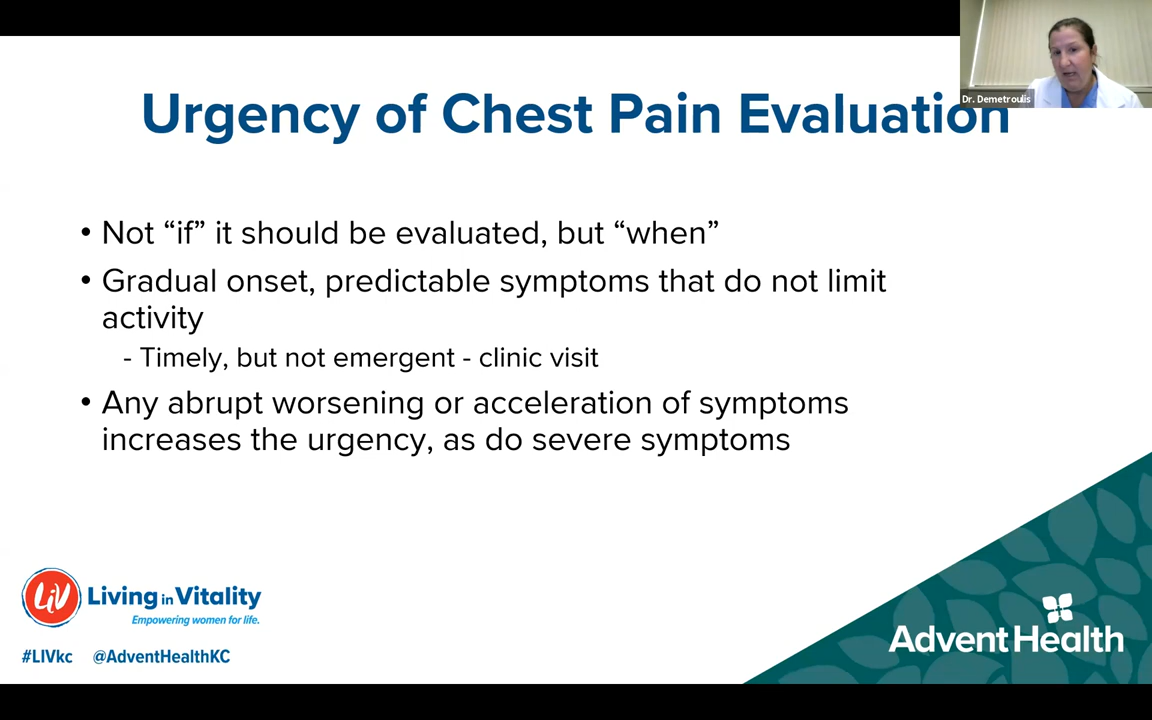 Dr. Demetroulis
Urgency of Chest Pain Evaluation
• Not “if” it should be evaluated, but “when”
• Gradual onset, predictable symptoms that do not limit
activity
- Timely, but not emergent - clinic visit
• Any abrupt worsening or acceleration of symptoms
increases the urgency, as do severe symptoms
LiV
Living in Vitality
Empowering women for life.
#LIVkc @AdventHealthKC
AdventHealth